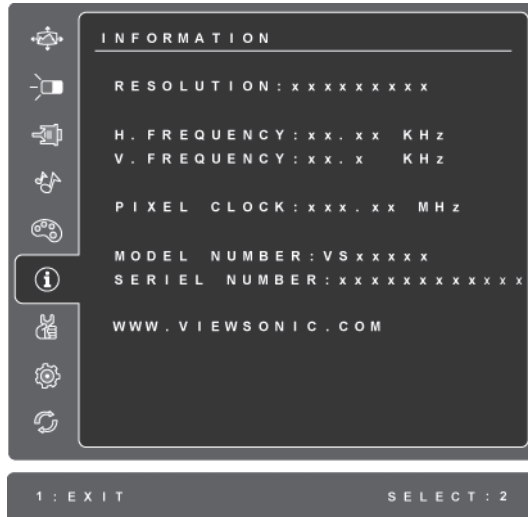 INFORMATION
RESOLUTION:xxxxxxxxx
H. FREQUENCY:xx.xx KHz
V. FREQUENCY:xx.x KHz
PIXEL CLOCK:xxx.xx MHz
MODEL NUMBER:VSxxxxx
SERIEL NUMBER:xxxxxxxxxxxx
WWW.VIEWSONIC.COM
1:EXIT SELECT:2